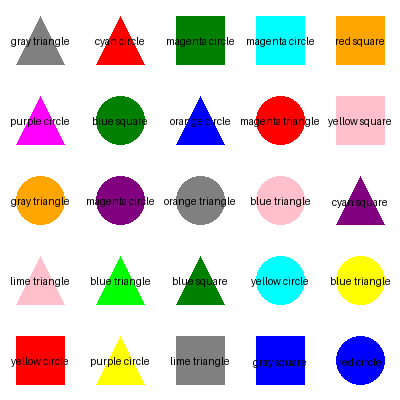 gray triangle
cyan circle
magenta circle
magenta circle
red square
purple circle
blue square
orange circle
magenta triangle
yellow square
gray triangle
magenta circle
orange triangle
blue triangle
cyan square
lime triangle
blue triangle
blue square
yellow circle
blue triangle
yellow circle
purple circle
lime triangle
gray square
red circle